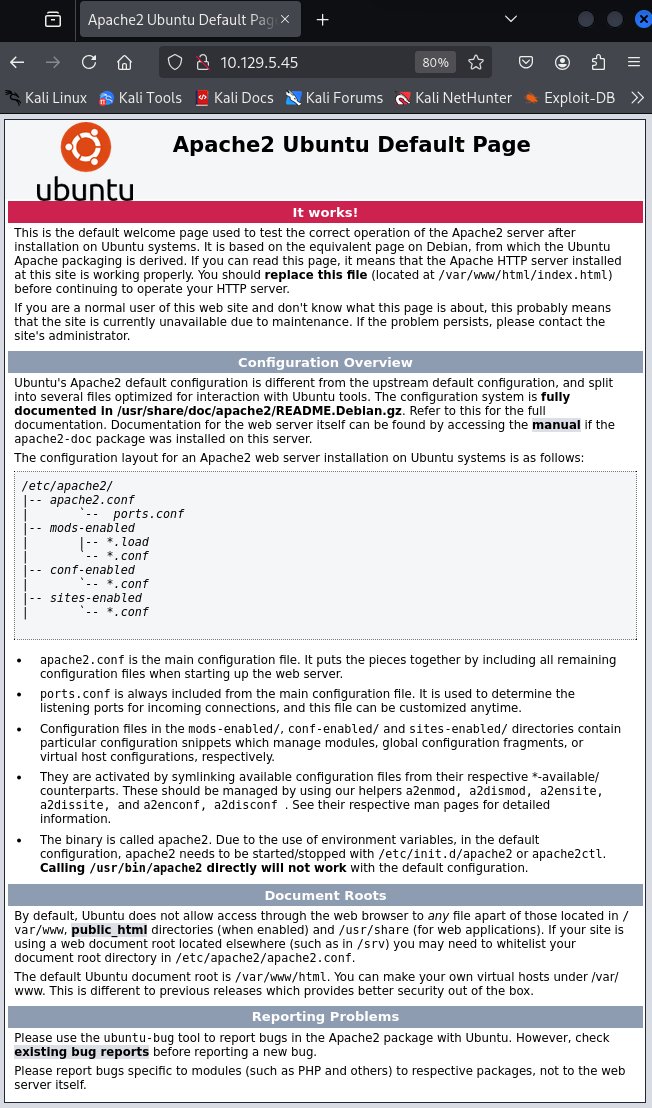 Apache2 Ubuntu Default Pag
10.129.5.45
80%
Kali Linux
Kali Tools
Kali Docs
Kali Forums
Kali NetHunter
Exploit-DB
ubuntu
Apache2 Ubuntu Default Page
It works!
This is the default welcome page used to test the correct operation of the Apache2 server after
installation on Ubuntu systems. It is based on the equivalent page on Debian, from which the Ubuntu
Apache packaging is derived. If you can read this page, it means that the Apache HTTP server installed
at this site is working properly. You should replace this file (located at /var/www/html/index.html)
before continuing to operate your HTTP server.
If you are a normal user of this web site and don't know what this page is about, this probably means
that the site is currently unavailable due to maintenance. If the problem persists, please contact the
site's administrator.
Configuration Overview
Ubuntu's Apache2 default configuration is different from the upstream default configuration, and split
into several files optimized for interaction with Ubuntu tools. The configuration system is fully
documented in /usr/share/doc/apache2/README.Debian.gz. Refer to this for the full
documentation. Documentation for the web server itself can be found by accessing the manual if the
apache2-doc package was installed on this server.
The configuration layout for an Apache2 web server installation on Ubuntu systems is as follows:
/etc/apache2/
|-- apache2.conf
|       `--  ports.conf
|-- mods-enabled
|       |-- *.load
|       `-- *.conf
|-- conf-enabled
|       `-- *.conf
|-- sites-enabled
|       `-- *.conf
• apache2.conf is the main configuration file. It puts the pieces together by including all remaining
configuration files when starting up the web server.
• ports.conf is always included from the main configuration file. It is used to determine the
listening ports for incoming connections, and this file can be customized anytime.
• Configuration files in the mods-enabled/, conf-enabled/ and sites-enabled/ directories contain
particular configuration snippets which manage modules, global configuration fragments, or
virtual host configurations, respectively.
• They are activated by symlinking available configuration files from their respective *-available/
counterparts. These should be managed by using our helpers a2enmod, a2dismod, a2ensite,
a2dissite, and a2enconf, a2disconf . See their respective man pages for detailed
information.
• The binary is called apache2. Due to the use of environment variables, in the default
configuration, apache2 needs to be started/stopped with /etc/init.d/apache2 or apache2ctl.
Calling /usr/bin/apache2 directly will not work with the default configuration.
Document Roots
By default, Ubuntu does not allow access through the web browser to any file apart of those located in /
var/www, public_html directories (when enabled) and /usr/share (for web applications). If your site is
using a web document root located elsewhere (such as in /srv) you may need to whitelist your
document root directory in /etc/apache2/apache2.conf.
The default Ubuntu document root is /var/www/html. You can make your own virtual hosts under /var/
www. This is different to previous releases which provides better security out of the box.
Reporting Problems
Please use the ubuntu-bug tool to report bugs in the Apache2 package with Ubuntu. However, check
existing bug reports before reporting a new bug.
Please report bugs specific to modules (such as PHP and others) to respective packages, not to the web
server itself.